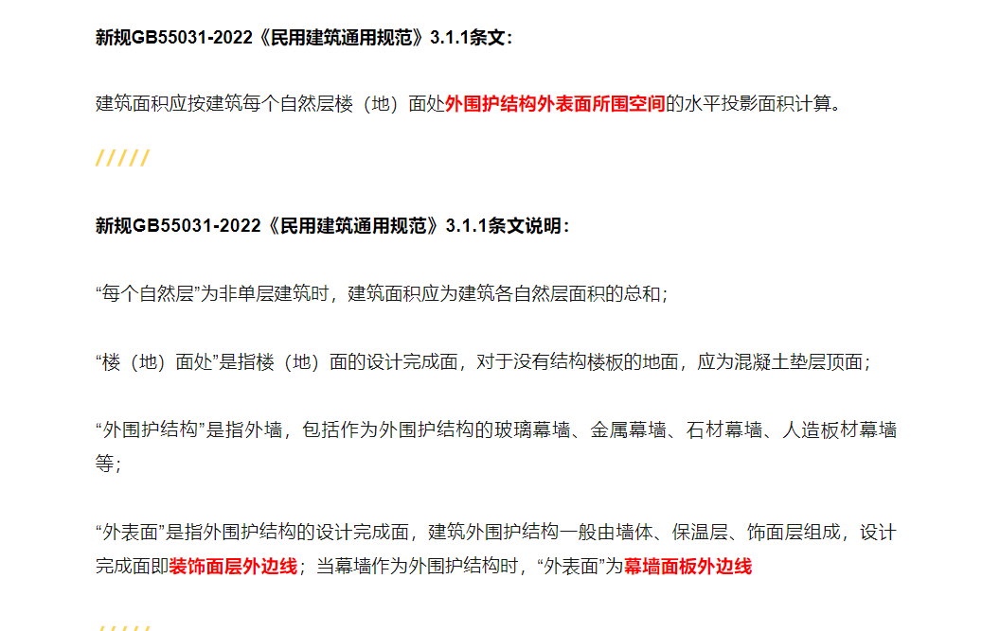 新规GB55031-2022《民用建筑通用规范》3.1.1条文：
建筑面积应按建筑每个自然层楼（地）面处外围护结构外表面所围空间的水平投影面积计算。
/////
新规GB55031-2022《民用建筑通用规范》3.1.1条文说明：
“每个自然层”为非单层建筑时，建筑面积应为建筑各自然层面积的总和；
“楼（地）面处”是指楼（地）面的设计完成面，对于没有结构楼板的地面，应为混凝土垫层顶面；
“外围护结构”是指外墙，包括作为外围护结构的玻璃幕墙、金属幕墙、石材幕墙、人造板材幕墙
等；
“外表面”是指外围护结构的设计完成面，建筑外围护结构一般由墙体、保温层、饰面层组成，设计
完成面即装饰面层外边线；当幕墙作为外围护结构时，“外表面”为幕墙面板外边线
/////